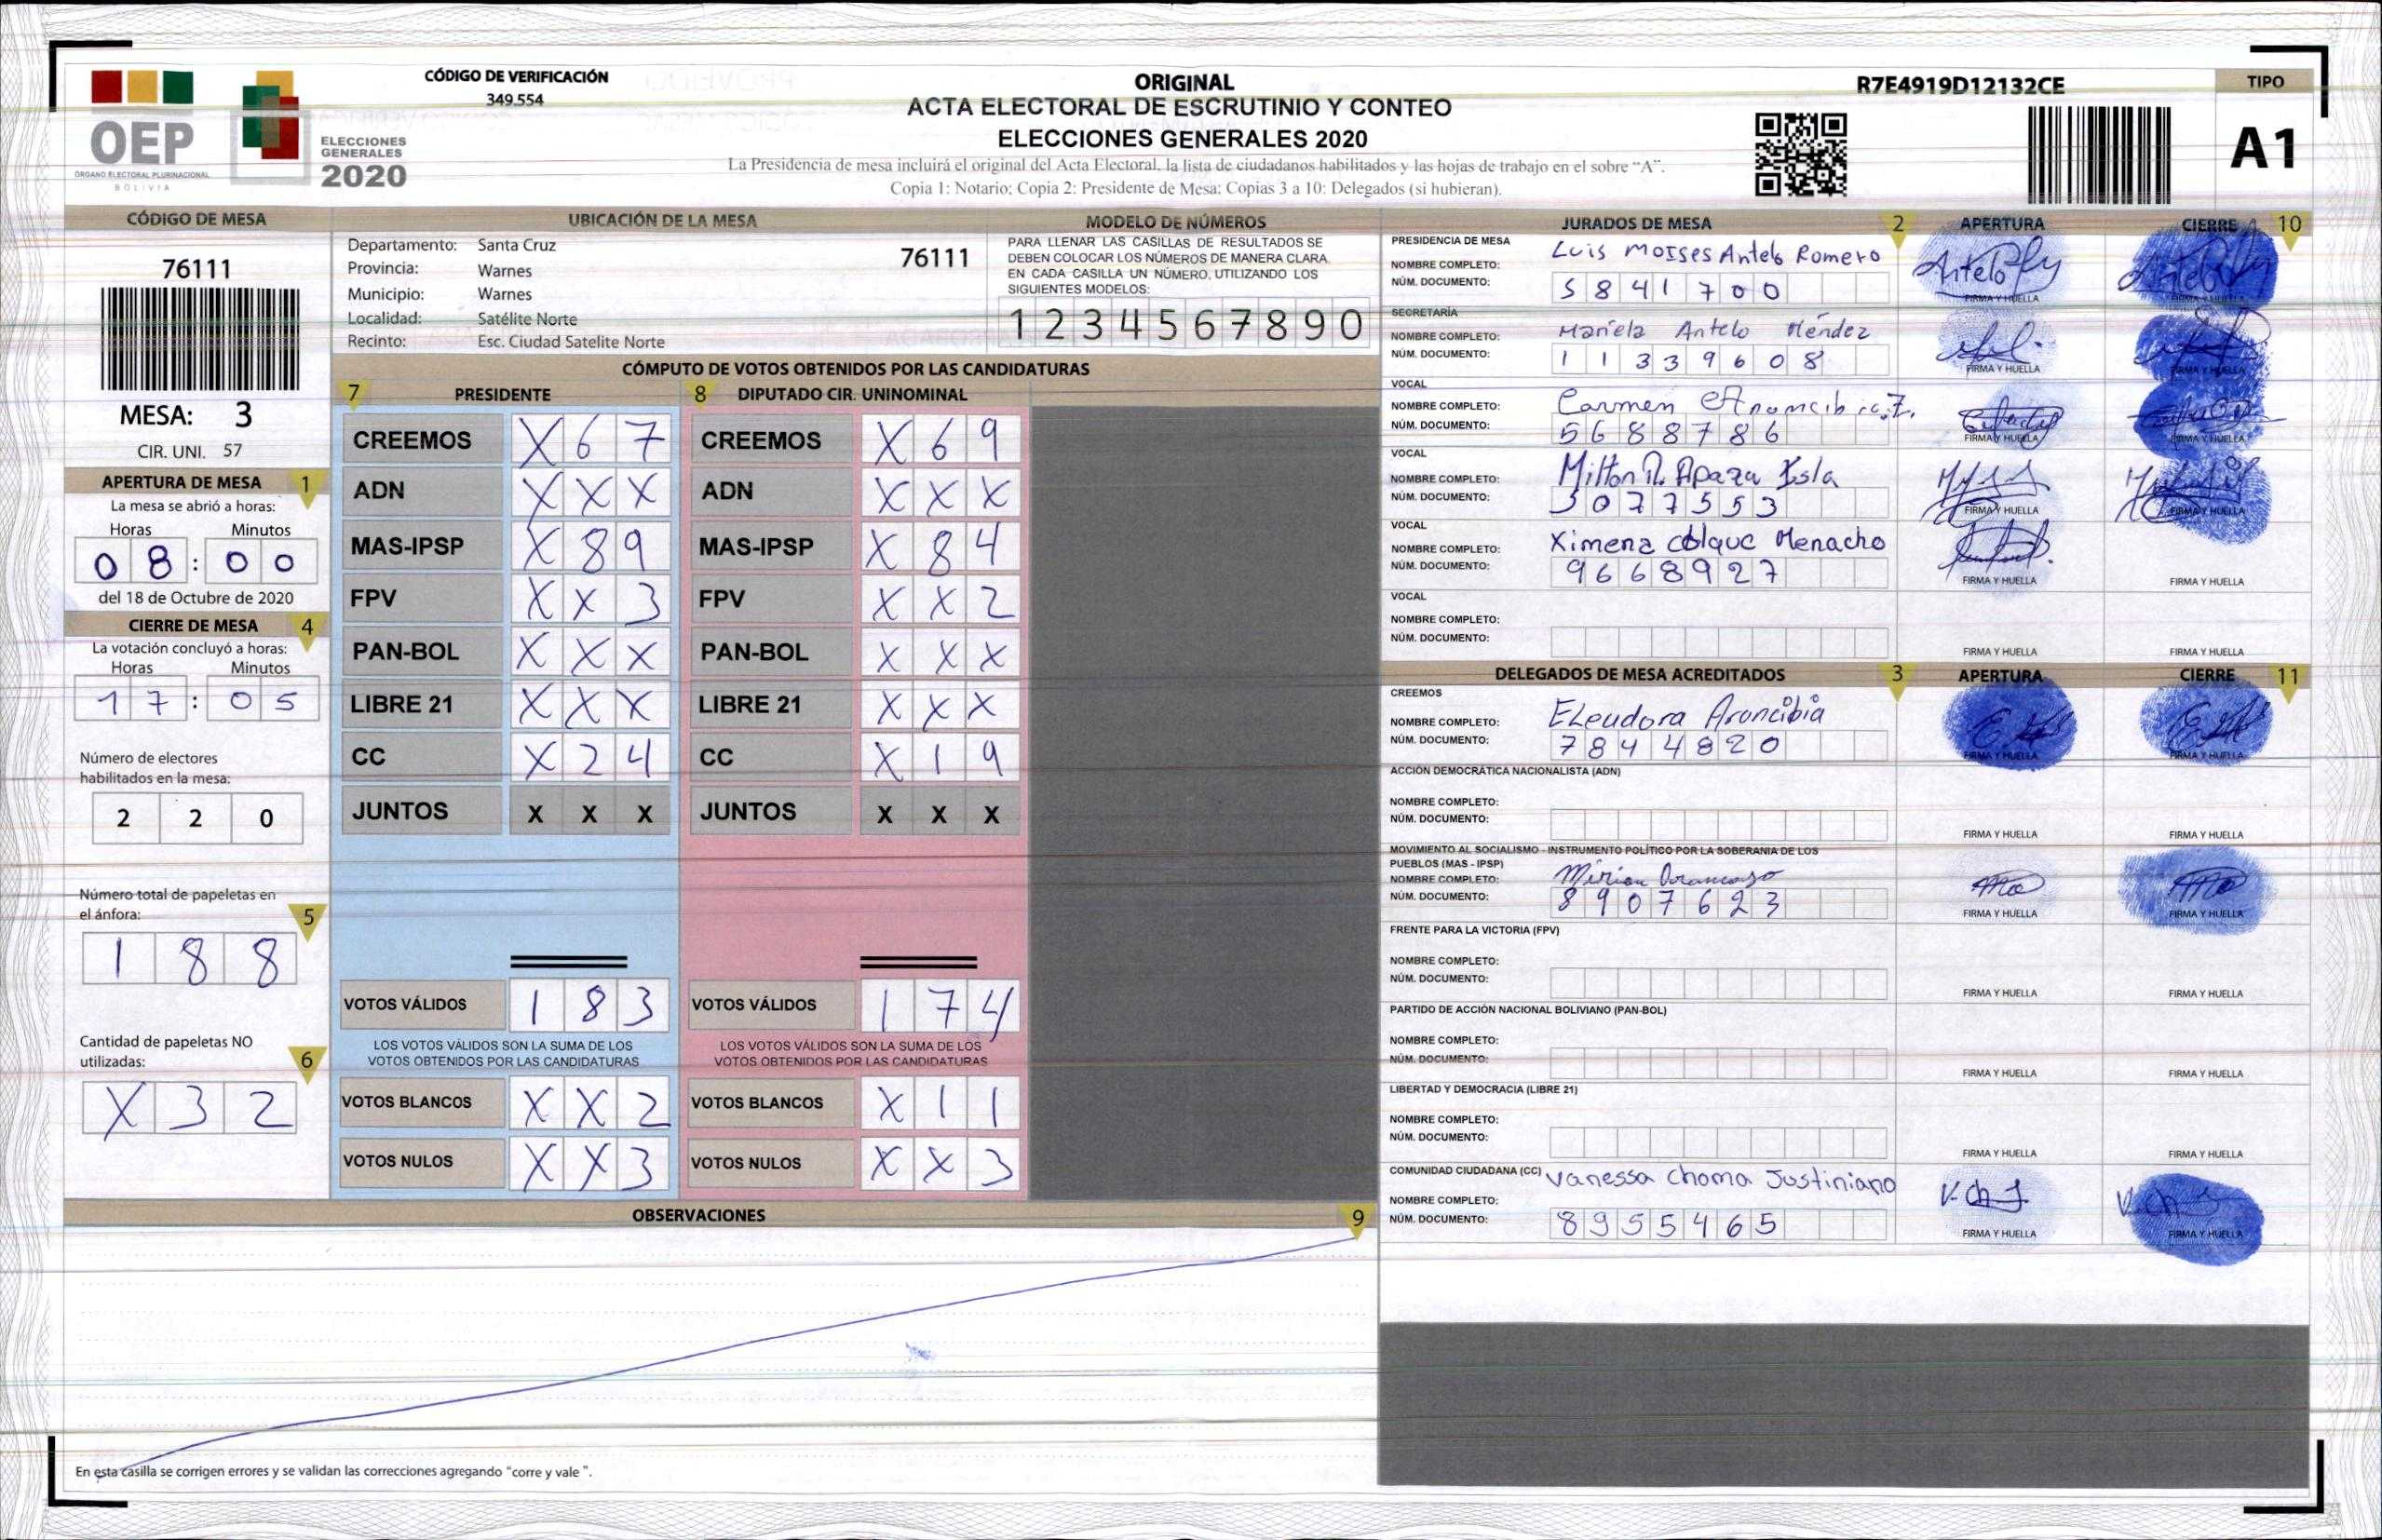 CÓDIGO DE VERIFICACIÓN
349.554
OEP
ÓRGANO ELECTORAL PLURINACIONAL
BOLIVIA
ELECCIONES
GENERALES
2020
ORIGINAL
ACTA ELECTORAL DE ESCRUTINIO Y CONTEO
ELECCIONES GENERALES 2020
La Presidencia de mesa incluirá el original del Acta Electoral, la lista de ciudadanos habilitados y las hojas de trabajo en el sobre "A".
Copia 1: Notario; Copia 2: Presidente de Mesa; Copias 3 a 10: Delegados (si hubieran).
R7E4919D12132CE
TIPO
A1
CÓDIGO DE MESA
76111
MESA: 3
CIR. UNI. 57
APERTURA DE MESA 1
La mesa se abrió a horas:
Horas Minutos
08 : 00
del 18 de Octubre de 2020
CIERRE DE MESA 4
La votación concluyó a horas:
Horas Minutos
17 : 05
Número de electores
habilitados en la mesa:
2 2 0
Número total de papeletas en
el ánfora: 5
1 8 8
Cantidad de papeletas NO
utilizadas: 6
X 3 2
UBICACIÓN DE LA MESA
Departamento: Santa Cruz 76111
Provincia: Warnes
Municipio: Warnes
Localidad: Satélite Norte
Recinto: Esc. Ciudad Satelite Norte
MODELO DE NÚMEROS
PARA LLENAR LAS CASILLAS DE RESULTADOS SE
DEBEN COLOCAR LOS NÚMEROS DE MANERA CLARA.
EN CADA CASILLA UN NÚMERO, UTILIZANDO LOS
SIGUIENTES MODELOS:
1 2 3 4 5 6 7 8 9 0
CÓMPUTO DE VOTOS OBTENIDOS POR LAS CANDIDATURAS
7 PRESIDENTE 8 DIPUTADO CIR. UNINOMINAL
CREEMOS X 6 7 CREEMOS X 6 9
ADN X X X ADN X X X
MAS-IPSP X 8 9 MAS-IPSP X 8 4
FPV X X 3 FPV X X 2
PAN-BOL X X X PAN-BOL X X X
LIBRE 21 X X X LIBRE 21 X X X
CC X 2 4 CC X 1 9
JUNTOS X X X JUNTOS X X X
VOTOS VÁLIDOS 1 8 3 VOTOS VÁLIDOS 1 7 4
LOS VOTOS VÁLIDOS SON LA SUMA DE LOS LOS VOTOS VÁLIDOS SON LA SUMA DE LOS
VOTOS OBTENIDOS POR LAS CANDIDATURAS VOTOS OBTENIDOS POR LAS CANDIDATURAS
VOTOS BLANCOS X X 2 VOTOS BLANCOS X 1 1
VOTOS NULOS X X 3 VOTOS NULOS X X 3
OBSERVACIONES 9
En esta casilla se corrigen errores y se validan las correcciones agregando "corre y vale ".
JURADOS DE MESA 2 APERTURA CIERRE 10
PRESIDENCIA DE MESA
NOMBRE COMPLETO: Luis Moises Antelo Romero
NÚM. DOCUMENTO: 5841700
FIRMA Y HUELLA FIRMA Y HUELLA
SECRETARÍA
NOMBRE COMPLETO: Mariela Antelo Méndez
NÚM. DOCUMENTO: 11339608
FIRMA Y HUELLA FIRMA Y HUELLA
VOCAL
NOMBRE COMPLETO: Carmen
NÚM. DOCUMENTO: 5688786
FIRMA Y HUELLA FIRMA Y HUELLA
VOCAL
NOMBRE COMPLETO: Milton R. Apaza Isla
NÚM. DOCUMENTO: 3077553
FIRMA Y HUELLA FIRMA Y HUELLA
VOCAL
NOMBRE COMPLETO: Ximena Colque Menacho
NÚM. DOCUMENTO: 9668927
FIRMA Y HUELLA FIRMA Y HUELLA
VOCAL
NOMBRE COMPLETO:
NÚM. DOCUMENTO:
FIRMA Y HUELLA FIRMA Y HUELLA
DELEGADOS DE MESA ACREDITADOS 3 APERTURA CIERRE 11
CREEMOS
NOMBRE COMPLETO: Eleudora Arancibia
NÚM. DOCUMENTO: 7844820
FIRMA Y HUELLA FIRMA Y HUELLA
ACCIÓN DEMOCRÁTICA NACIONALISTA (ADN)
NOMBRE COMPLETO:
NÚM. DOCUMENTO:
FIRMA Y HUELLA FIRMA Y HUELLA
MOVIMIENTO AL SOCIALISMO - INSTRUMENTO POLÍTICO POR LA SOBERANIA DE LOS
PUEBLOS (MAS - IPSP)
NOMBRE COMPLETO: Mirian
NÚM. DOCUMENTO: 8907623
FIRMA Y HUELLA FIRMA Y HUELLA
FRENTE PARA LA VICTORIA (FPV)
NOMBRE COMPLETO:
NÚM. DOCUMENTO:
FIRMA Y HUELLA FIRMA Y HUELLA
PARTIDO DE ACCIÓN NACIONAL BOLIVIANO (PAN-BOL)
NOMBRE COMPLETO:
NÚM. DOCUMENTO:
FIRMA Y HUELLA FIRMA Y HUELLA
LIBERTAD Y DEMOCRACIA (LIBRE 21)
NOMBRE COMPLETO:
NÚM. DOCUMENTO:
FIRMA Y HUELLA FIRMA Y HUELLA
COMUNIDAD CIUDADANA (CC) Vanessa Choma Justiniano
NOMBRE COMPLETO:
NÚM. DOCUMENTO: 8955465
V. Ch J.
FIRMA Y HUELLA FIRMA Y HUELLA